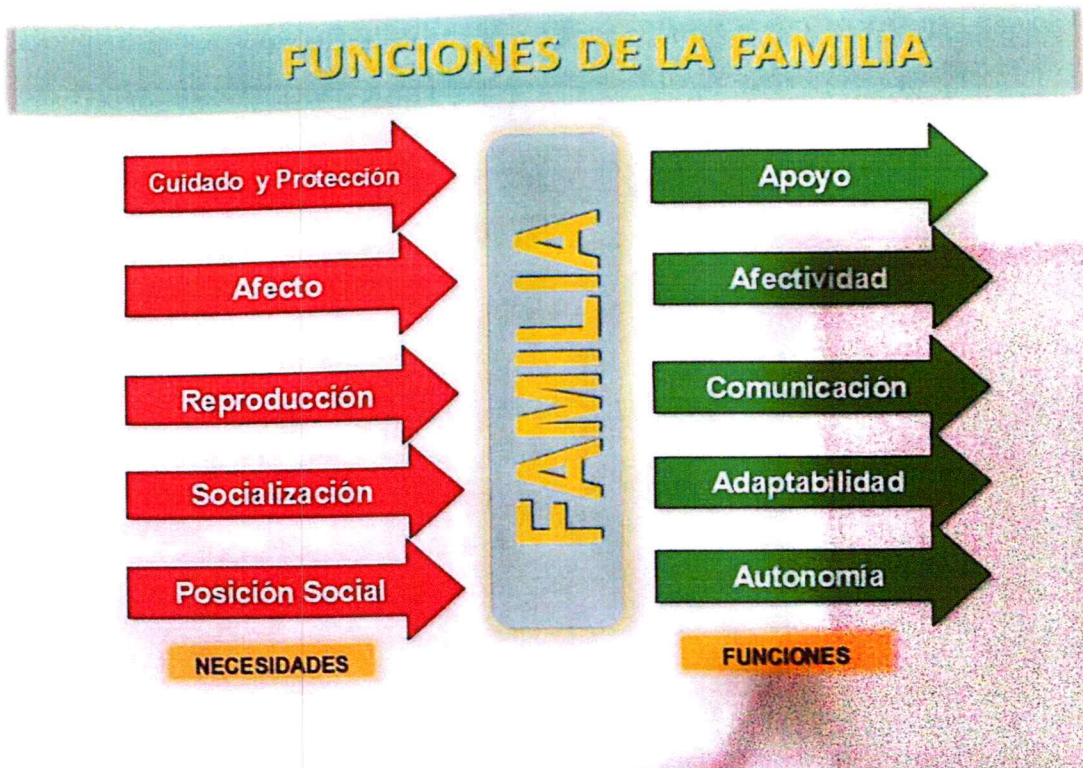 FUNCIONES DE LA FAMILIA
Cuidado y Protección
Afecto
Reproducción
Socialización
Posición Social
NECESIDADES
FAMILIA
Apoyo
Afectividad
Comunicación
Adaptabilidad
Autonomía
FUNCIONES